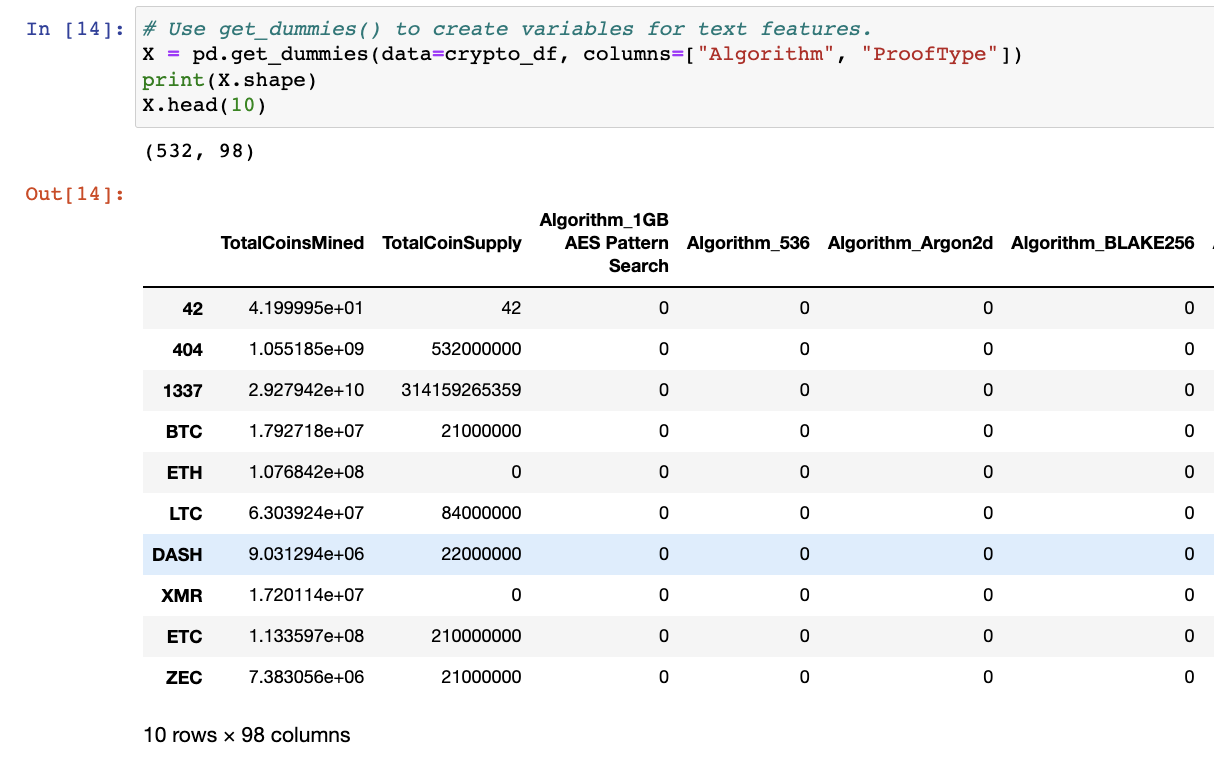 In [14]: # Use get_dummies() to create variables for text features.
X = pd.get_dummies(data=crypto_df, columns=["Algorithm", "ProofType"])
print(X.shape)
X.head(10)
(532, 98)
Out[14]:
TotalCoinsMined TotalCoinSupply Algorithm_1GB AES Pattern Search Algorithm_536 Algorithm_Argon2d Algorithm_BLAKE256
42 4.199995e+01 42 0 0 0 0
404 1.055185e+09 532000000 0 0 0 0
1337 2.927942e+10 314159265359 0 0 0 0
BTC 1.792718e+07 21000000 0 0 0 0
ETH 1.076842e+08 0 0 0 0 0
LTC 6.303924e+07 84000000 0 0 0 0
DASH 9.031294e+06 22000000 0 0 0 0
XMR 1.720114e+07 0 0 0 0 0
ETC 1.133597e+08 210000000 0 0 0 0
ZEC 7.383056e+06 21000000 0 0 0 0
10 rows × 98 columns